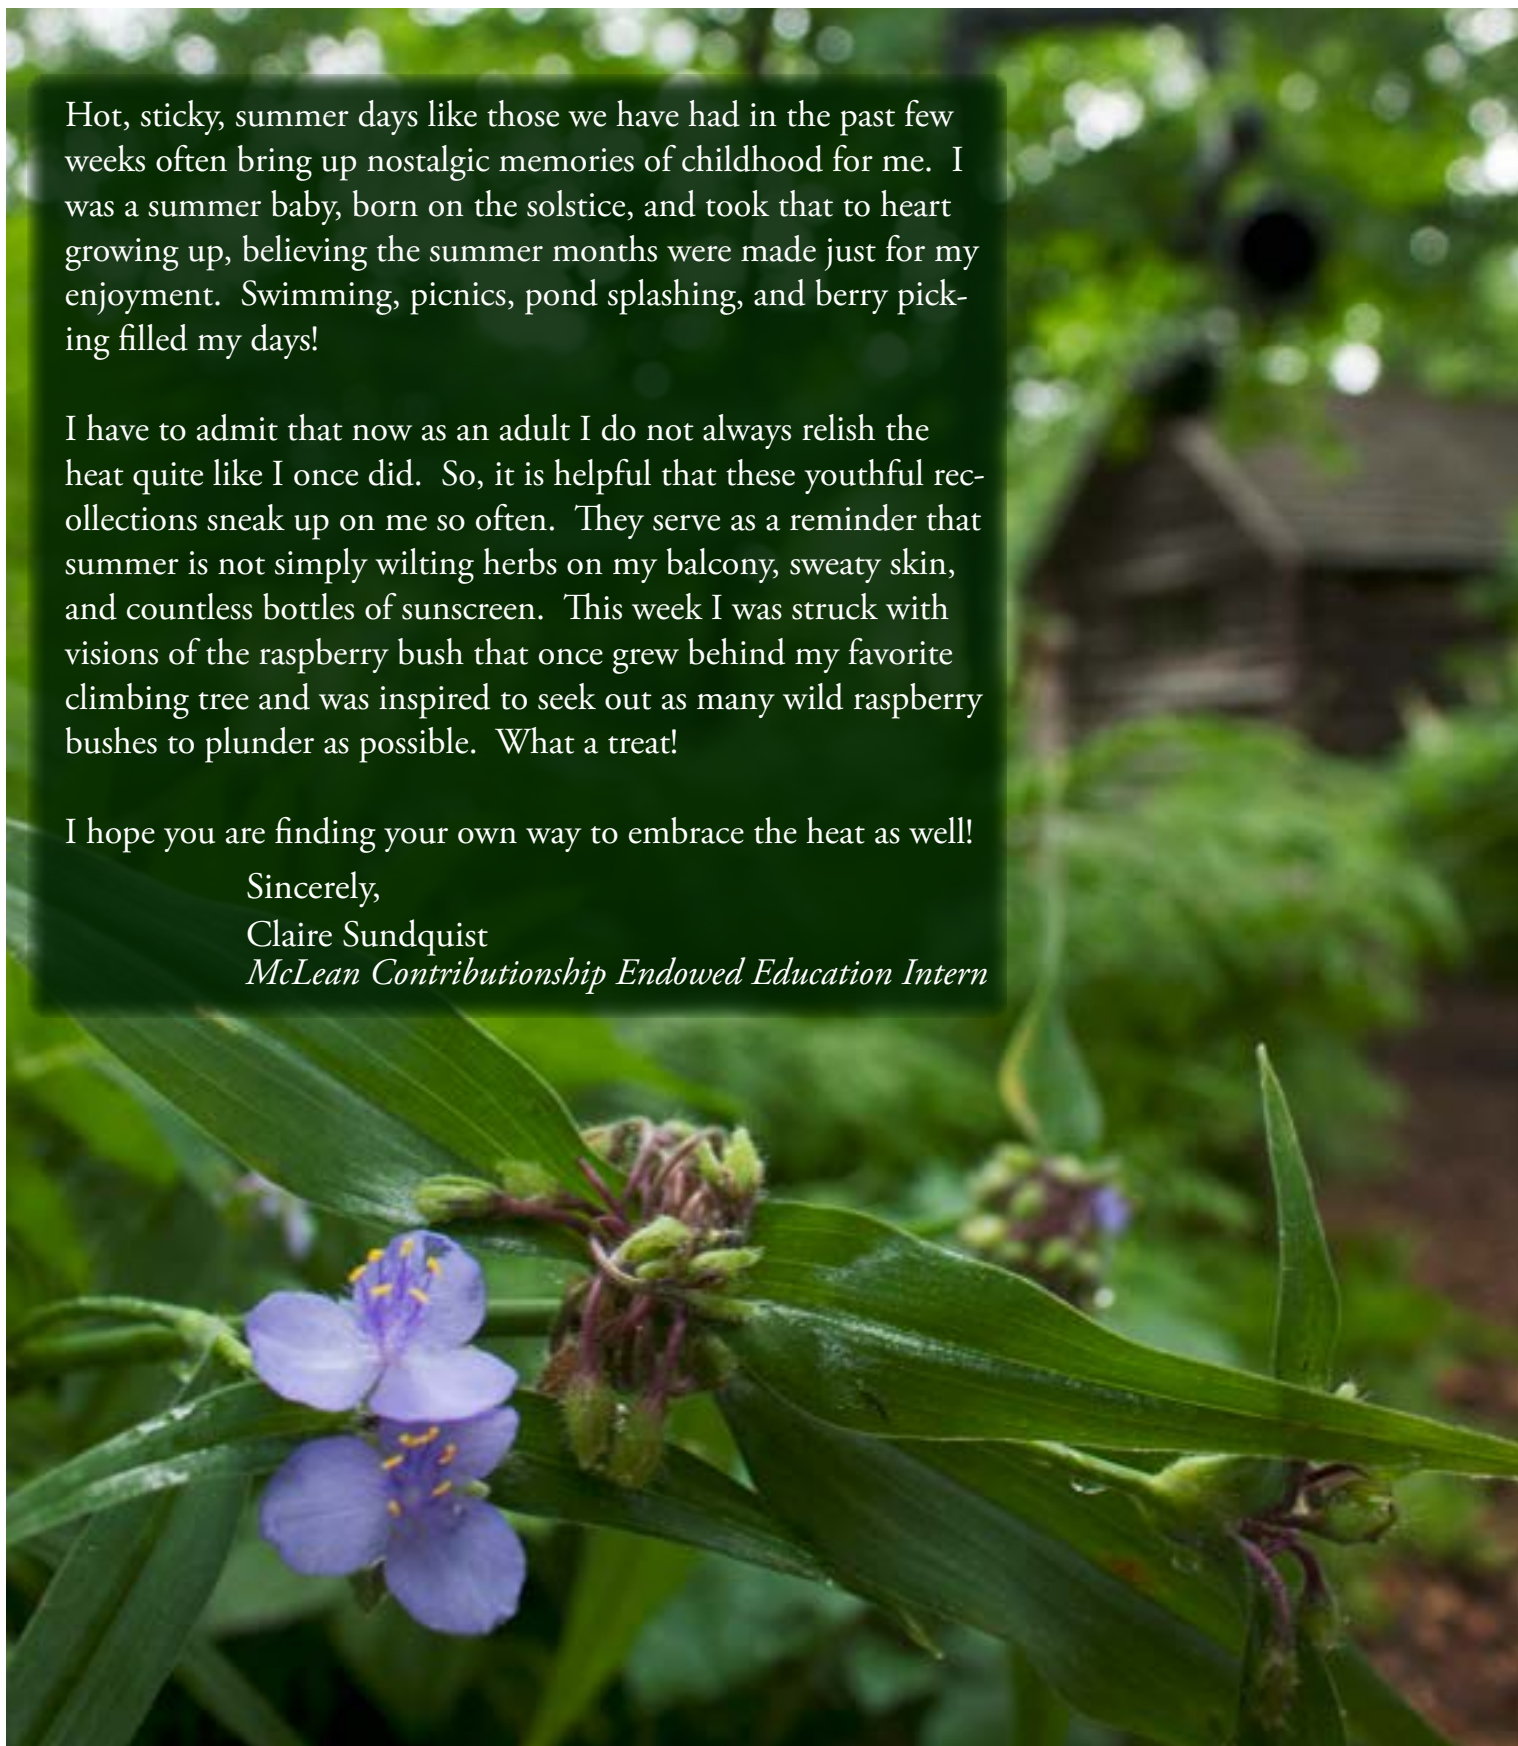 Hot, sticky, summer days like those we have had in the past few
weeks often bring up nostalgic memories of childhood for me.  I
was a summer baby, born on the solstice, and took that to heart
growing up, believing the summer months were made just for my
enjoyment.  Swimming, picnics, pond splashing, and berry pick-
ing filled my days!
I have to admit that now as an adult I do not always relish the
heat quite like I once did.  So, it is helpful that these youthful rec-
ollections sneak up on me so often.  They serve as a reminder that
summer is not simply wilting herbs on my balcony, sweaty skin,
and countless bottles of sunscreen.  This week I was struck with
visions of the raspberry bush that once grew behind my favorite
climbing tree and was inspired to seek out as many wild raspberry
bushes to plunder as possible.  What a treat!
I hope you are finding your own way to embrace the heat as well!
Sincerely,
Claire Sundquist
McLean Contributionship Endowed Education Intern